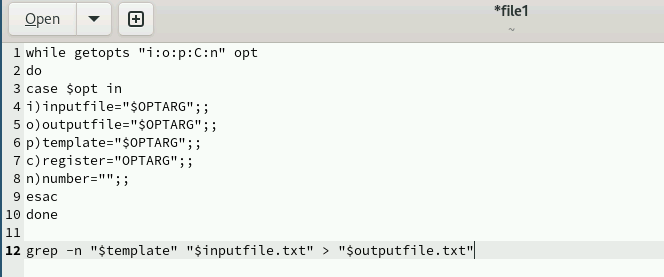 Open
*file1
~
1 while getopts "i:o:p:C:n" opt
2 do
3 case $opt in
4 i)inputfile="$OPTARG";;
5 o)outputfile="$OPTARG";;
6 p)template="$OPTARG";;
7 c)register="OPTARG";;
8 n)number="";;
9 esac
10 done
11
12 grep -n "$template" "$inputfile.txt" > "$outputfile.txt"